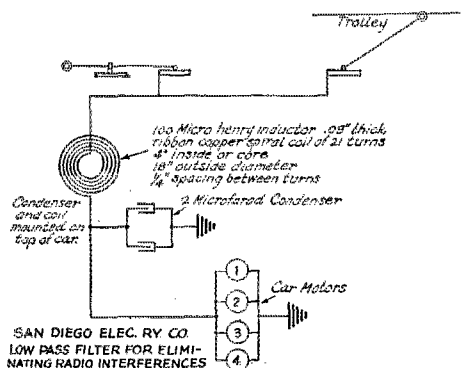 Trolley
100 Micro henry inductor .09" thick,
ribbon copper spiral coil of 21 turns
4" inside or core
18" outside diameter
1/4" spacing between turns
Condenser
and coil
mounted on
top of car.
2 Microfarad Condenser
1
2
3
4
Car Motors
SAN DIEGO ELEC. RY. CO.
LOW PASS FILTER FOR ELIMI-
NATING RADIO INTERFERENCES